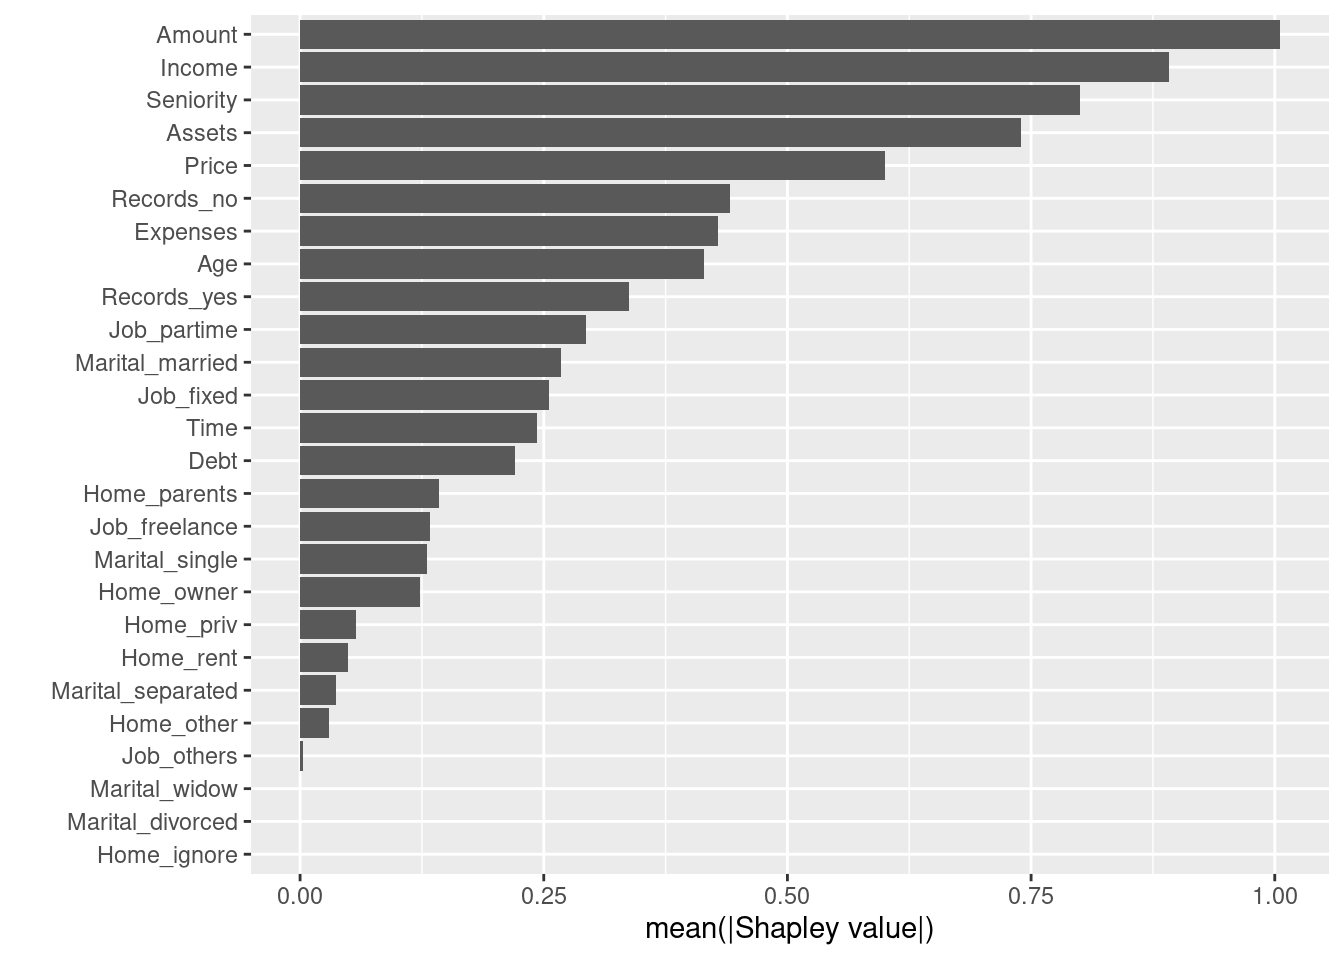 Amount
Income
Seniority
Assets
Price
Records_no
Expenses
Age
Records_yes
Job_partime
Marital_married
Job_fixed
Time
Debt
Home_parents
Job_freelance
Marital_single
Home_owner
Home_priv
Home_rent
Marital_separated
Home_other
Job_others
Marital_widow
Marital_divorced
Home_ignore
0.00 0.25 0.50 0.75 1.00
mean(|Shapley value|)